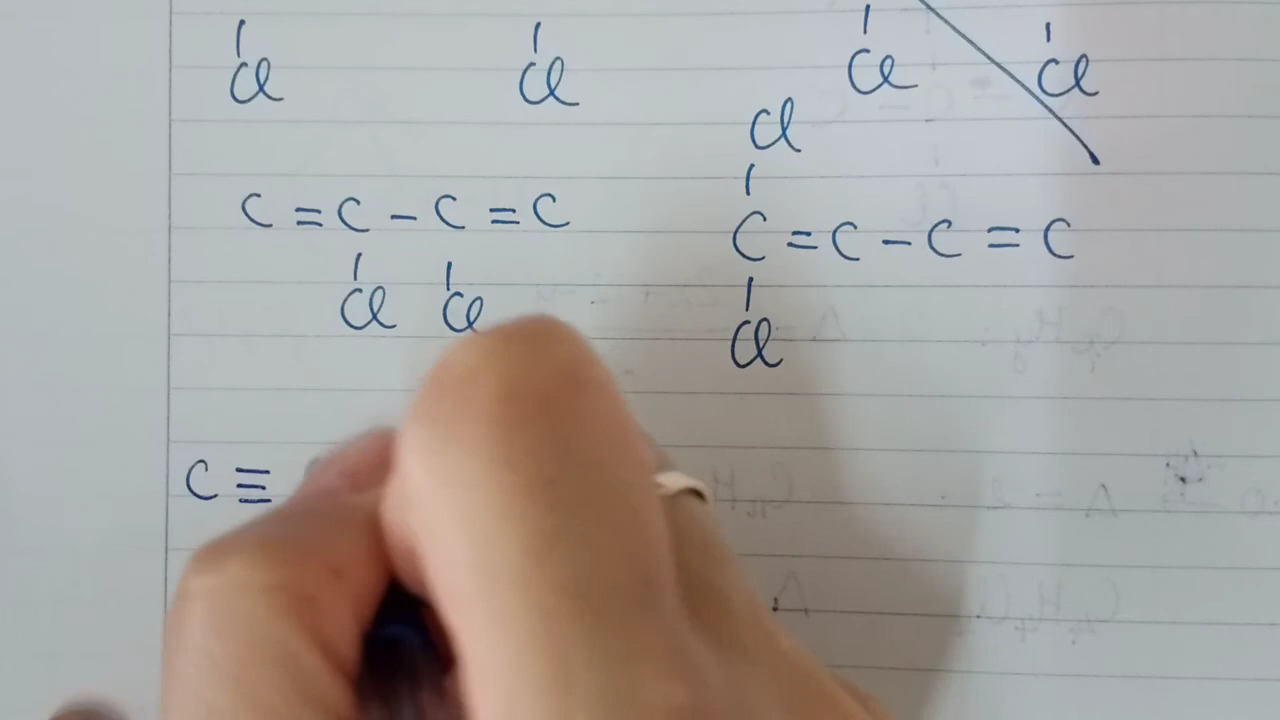 Cl Cl Cl Cl
Cl
C = C - C = C
C = C - C = C
Cl Cl
Cl
C ≡